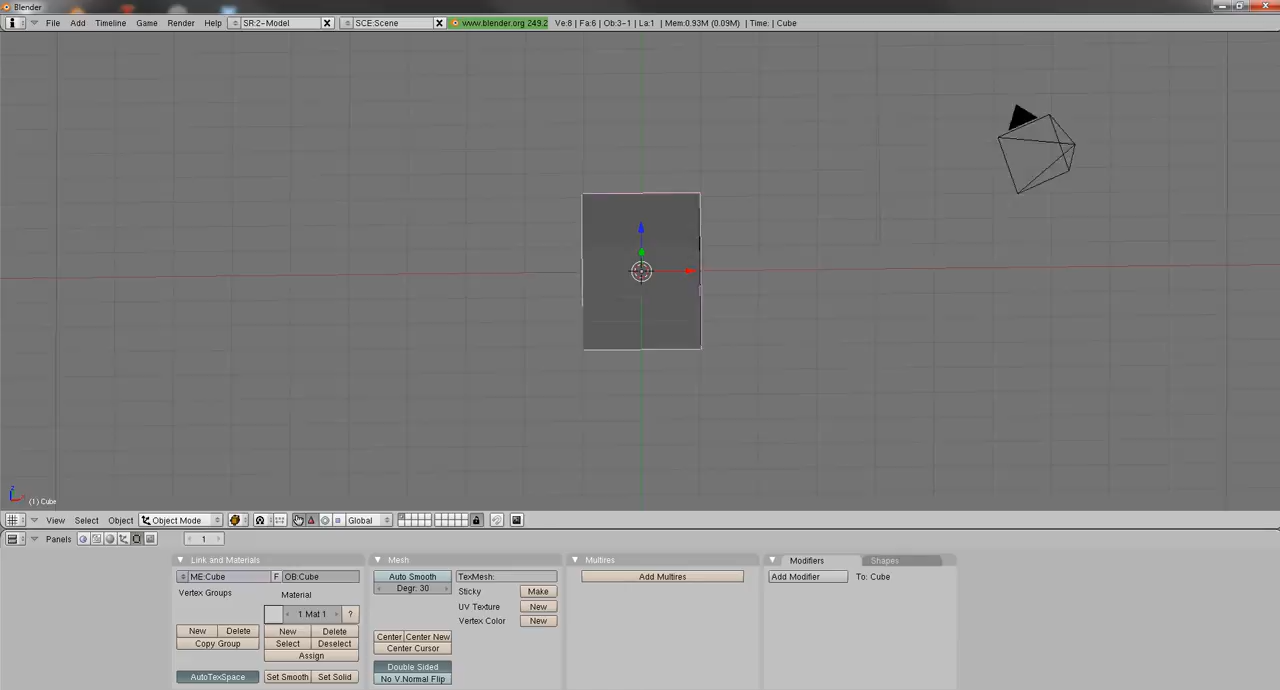 Blender
File Add Timeline Game Render Help SR:2-Model SCE:Scene www.blender.org 249.2 Ve:8 | Fa:6 | Ob:3-1 | La:1 | Mem:0.93M (0.09M) | Time: | Cube
z
x
(1) Cube
View Select Object Object Mode Global
Panels 1
Link and Materials Mesh Multires Modifiers Shapes
ME:Cube F OB:Cube Auto Smooth TexMesh: Add Multires Add Modifier To: Cube
Degr: 30
Vertex Groups Material Sticky Make
UV Texture New
1 Mat 1 ? Vertex Color New
New Delete New Delete Center Center New
Copy Group Select Deselect Center Cursor
Assign
Double Sided
AutoTexSpace Set Smooth Set Solid No V.Normal Flip